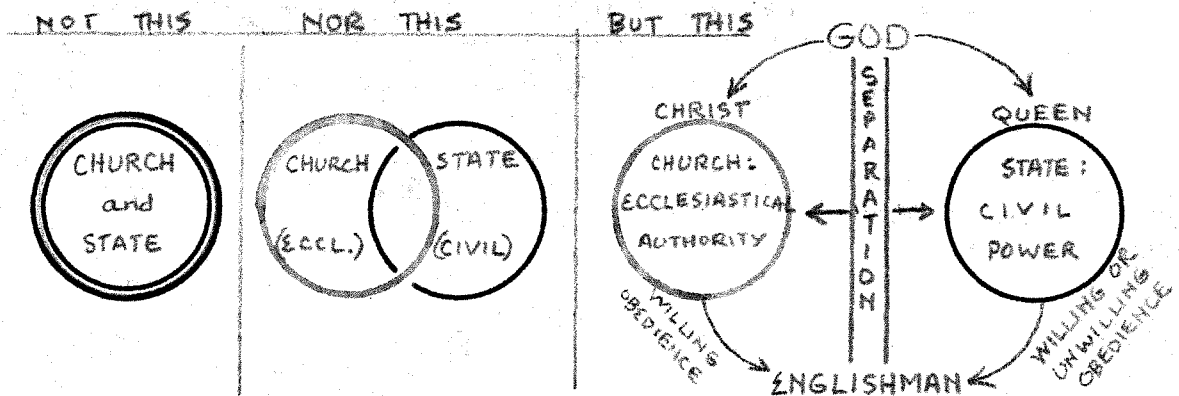 NOT THIS
NOR THIS
BUT THIS
CHURCH
and
STATE
CHURCH
(ECCL.)
STATE
(CIVIL)
GOD
SEPARATION
CHRIST
CHURCH:
ECCLESIASTICAL
AUTHORITY
WILLING
OBEDIENCE
QUEEN
STATE:
CIVIL
POWER
WILLING OR
UNWILLING
OBEDIENCE
ENGLISHMAN